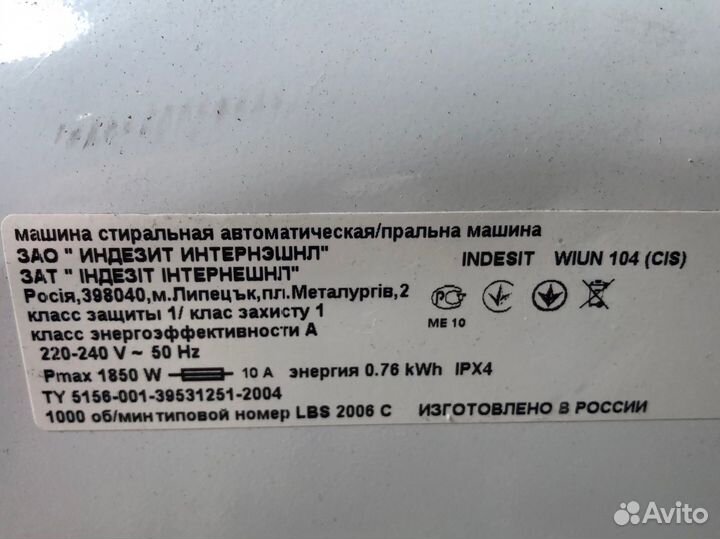 машина стиральная автоматическая/пральна машина
ЗАО " ИНДЕЗИТ ИНТЕРНЭШНЛ"
ЗАТ " ІНДЕЗІТ ІНТЕРНЕШНЛ"
INDESIT WIUN 104 (CIS)
Росія,398040,м.Липецък,пл.Металургів,2
класс защиты 1/ клас захисту 1
ME 10
класс энергоэффективности А
220-240 V ~ 50 Hz
Pmax 1850 W 10 A энергия 0.76 kWh IPX4
ТУ 5156-001-39531251-2004
1000 об/мин типовой номер LBS 2006 C ИЗГОТОВЛЕНО В РОССИИ
Avito